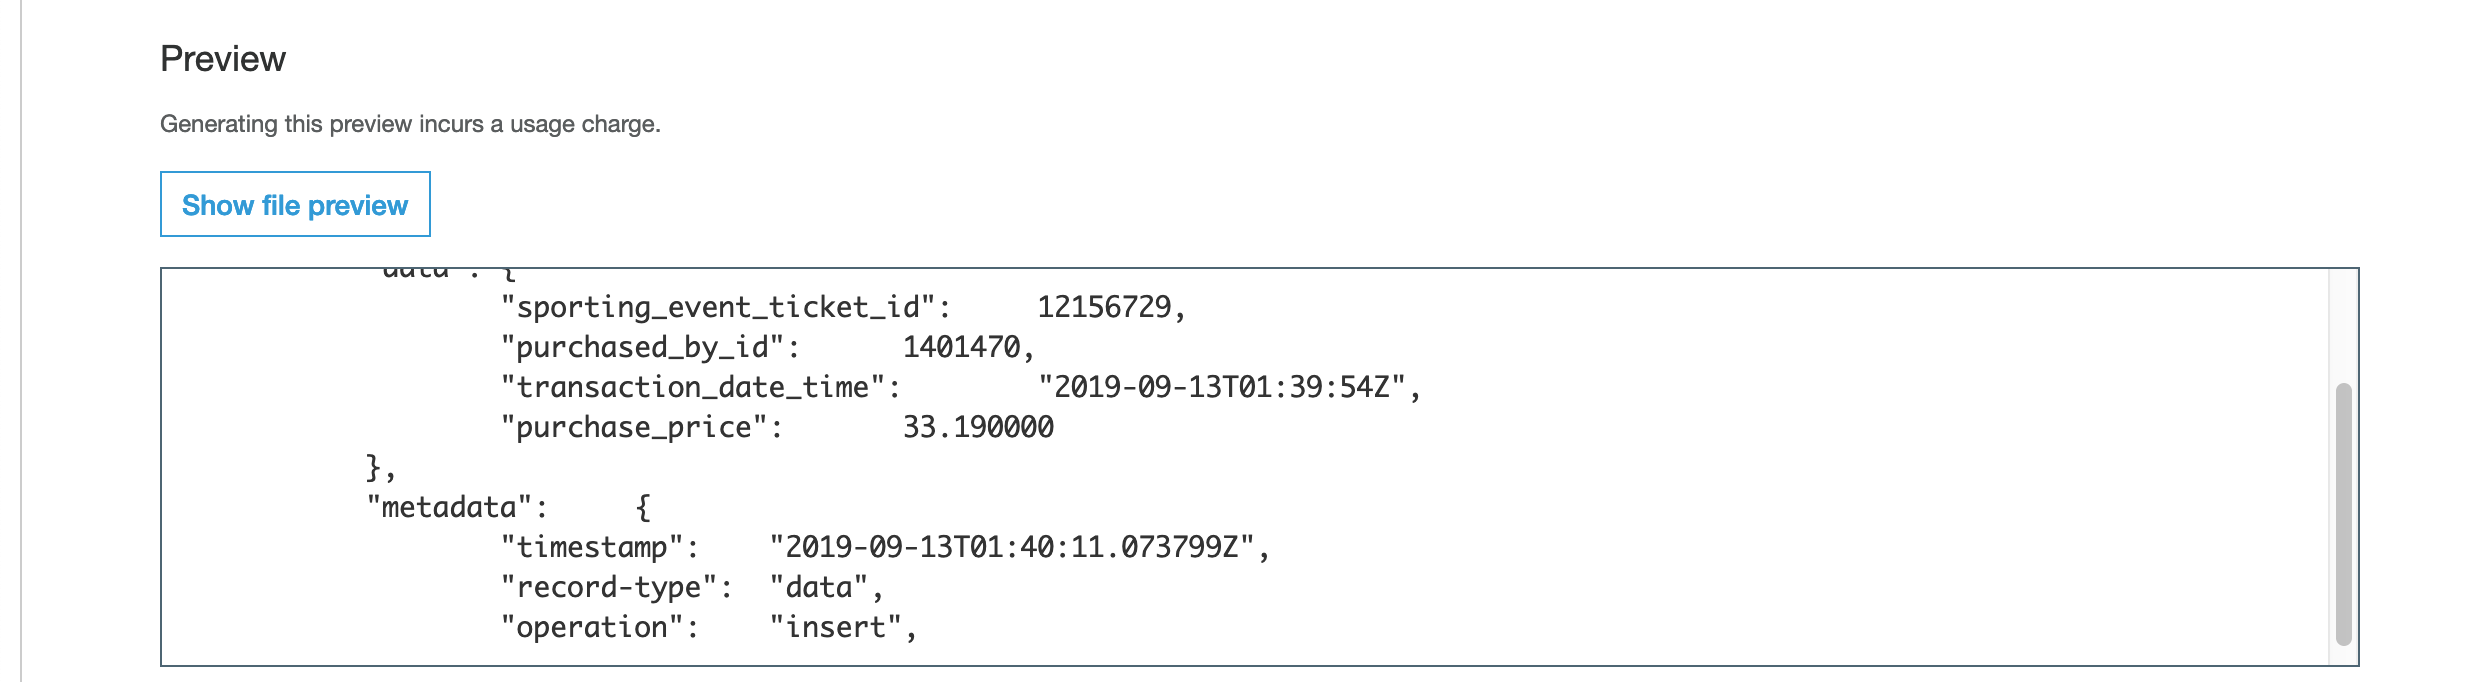 Preview
Generating this preview incurs a usage charge.
Show file preview
"data": {
"sporting_event_ticket_id": 12156729,
"purchased_by_id": 1401470,
"transaction_date_time": "2019-09-13T01:39:54Z",
"purchase_price": 33.190000
},
"metadata": {
"timestamp": "2019-09-13T01:40:11.073799Z",
"record-type": "data",
"operation": "insert",